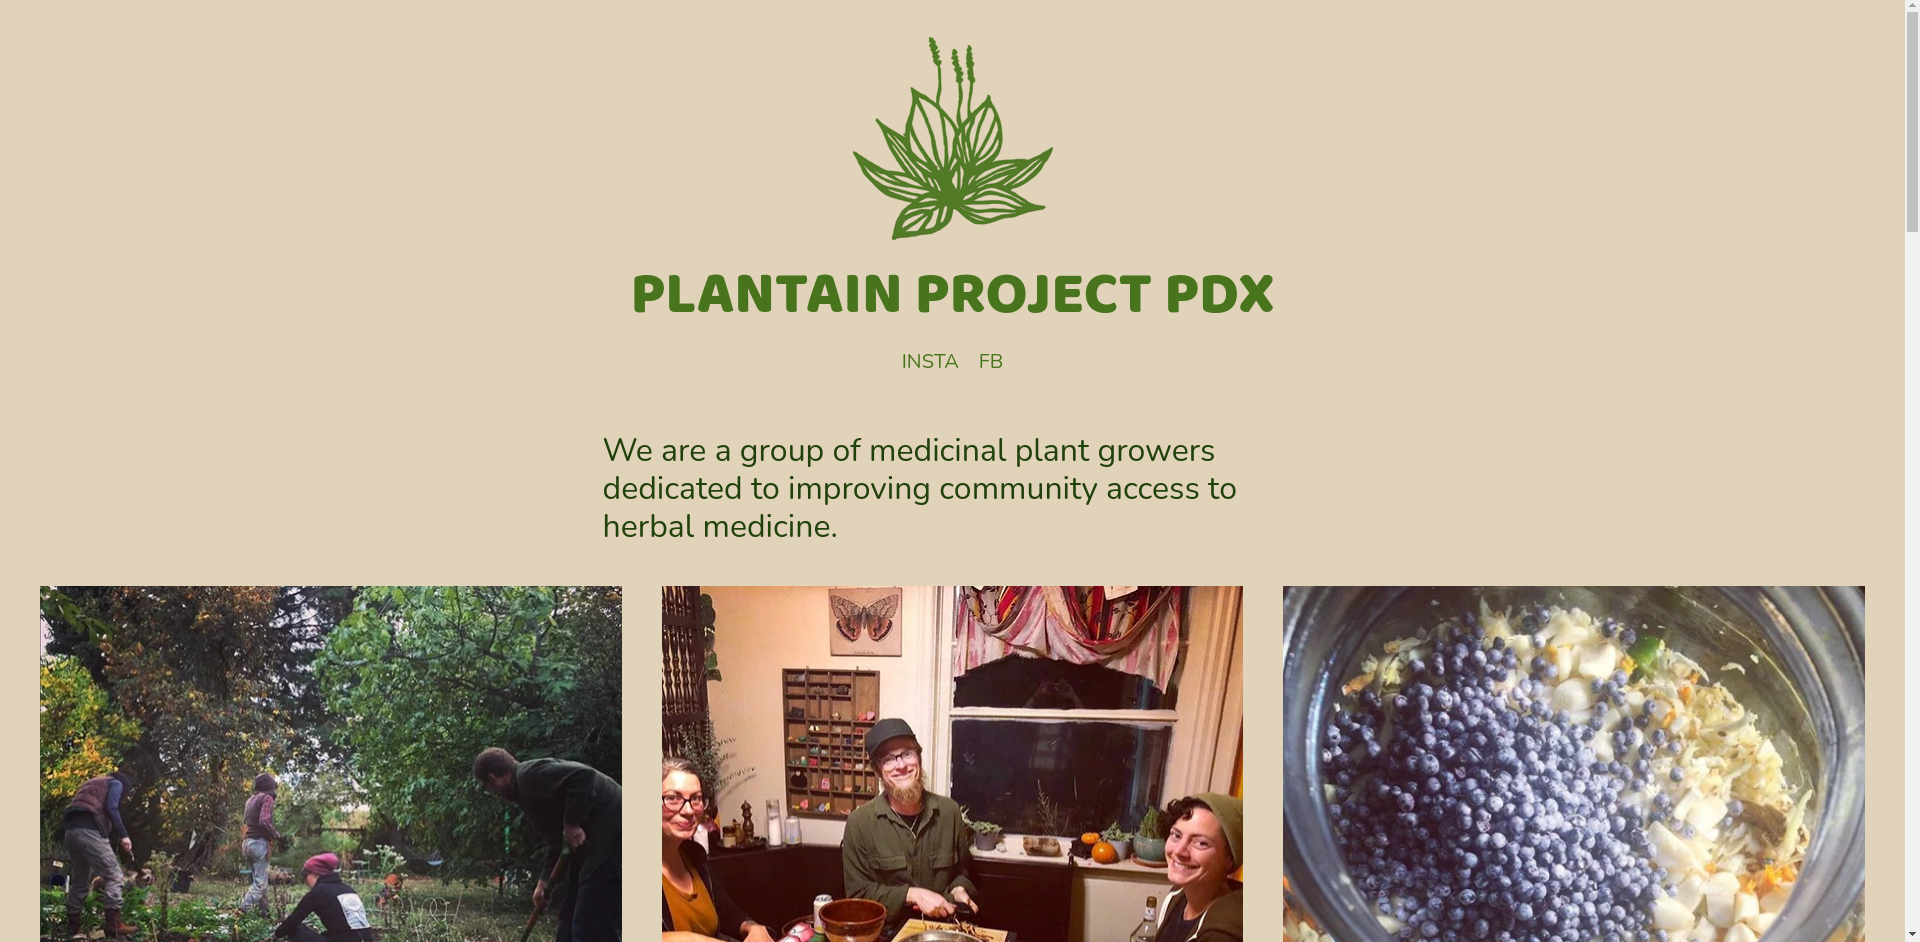 PLANTAIN PROJECT PDX
INSTA FB
We are a group of medicinal plant growers
dedicated to improving community access to
herbal medicine.